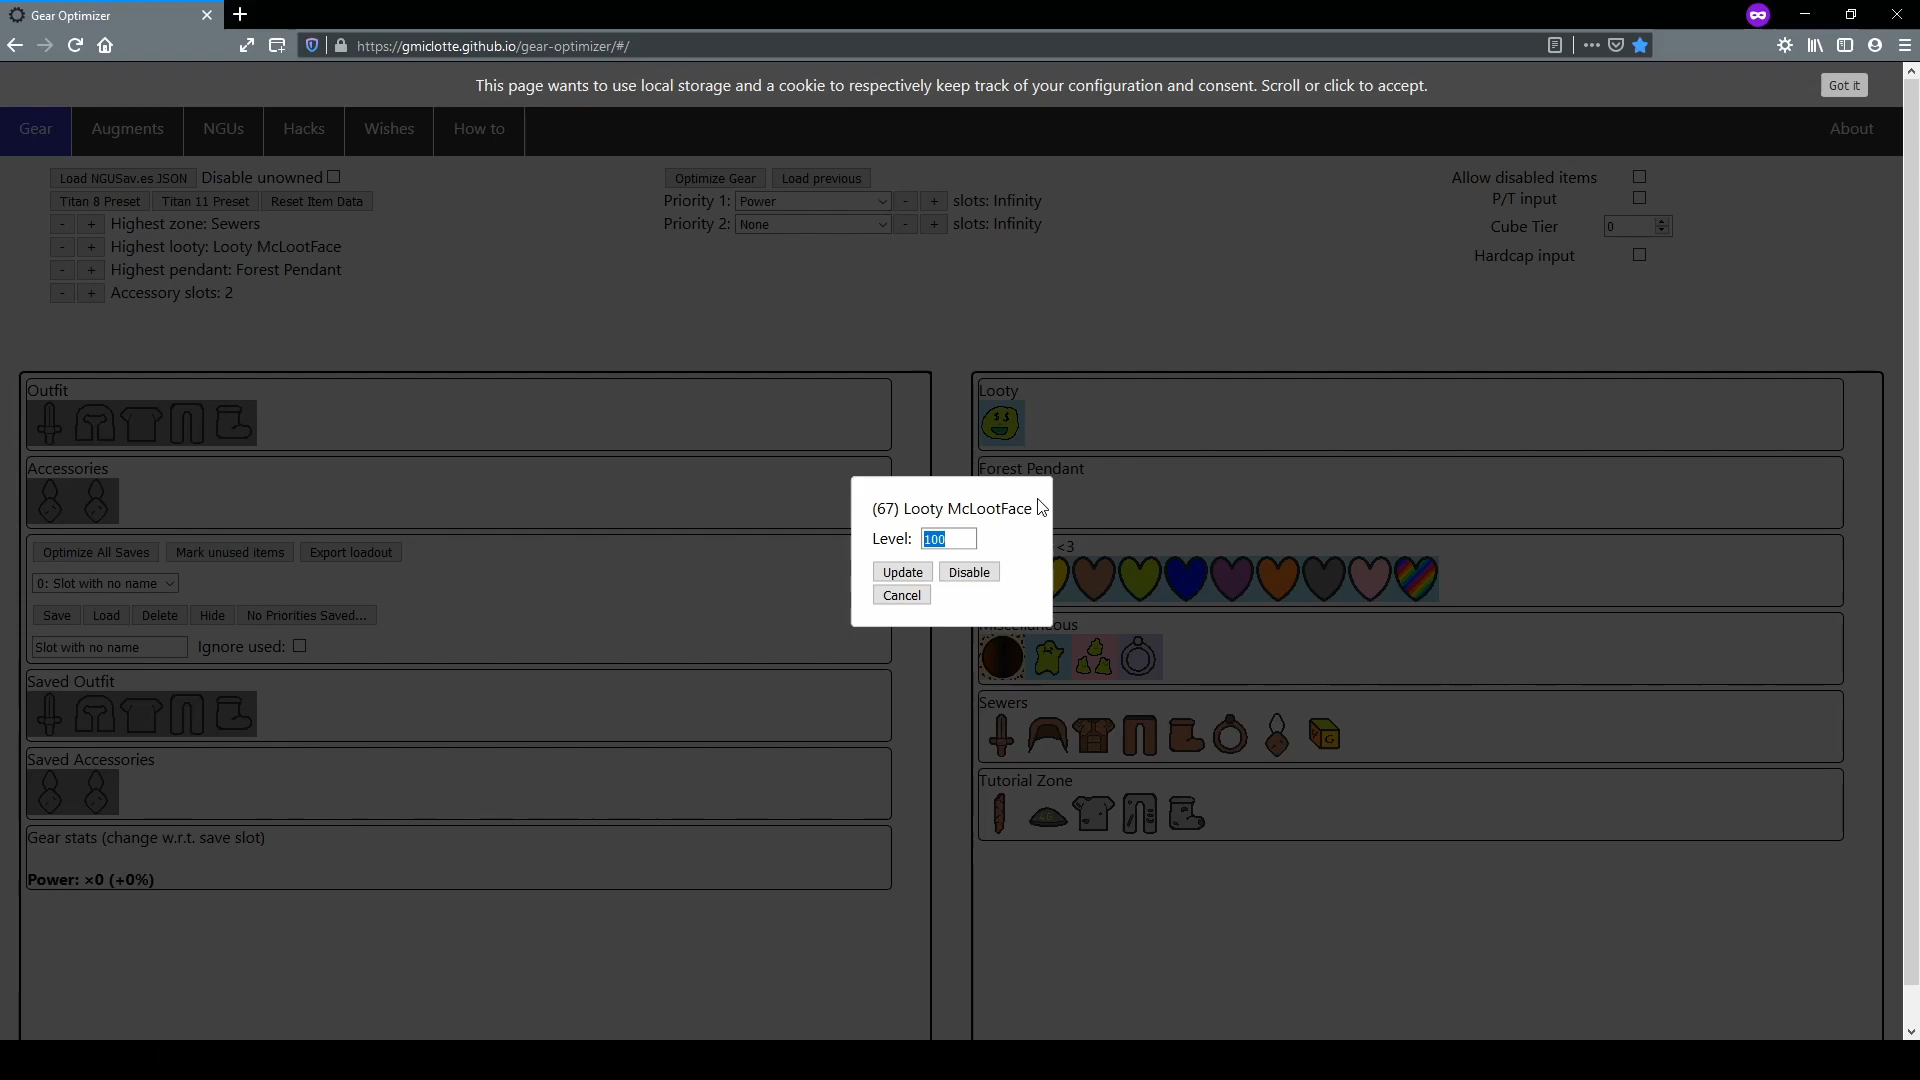 Gear Optimizer
https://gmiclotte.github.io/gear-optimizer/#/
This page wants to use local storage and a cookie to respectively keep track of your configuration and consent. Scroll or click to accept.
Got it
Gear
Augments
NGUs
Hacks
Wishes
How to
About
Load NGUSav.es JSON
Disable unowned
Titan 8 Preset
Titan 11 Preset
Reset Item Data
- + Highest zone: Sewers
- + Highest looty: Looty McLootFace
- + Highest pendant: Forest Pendant
- + Accessory slots: 2
Optimize Gear
Load previous
Priority 1: Power - + slots: Infinity
Priority 2: None - + slots: Infinity
Allow disabled items
P/T input
Cube Tier 0
Hardcap input
Outfit
Accessories
Optimize All Saves
Mark unused items
Export loadout
0: Slot with no name
Save
Load
Delete
Hide
No Priorities Saved...
Slot with no name
Ignore used:
Saved Outfit
Saved Accessories
Gear stats (change w.r.t. save slot)
Power: ×0 (+0%)
(67) Looty McLootFace
Level: 100
Update
Disable
Cancel
Looty
Forest Pendant
<3
Sewers
G
Tutorial Zone